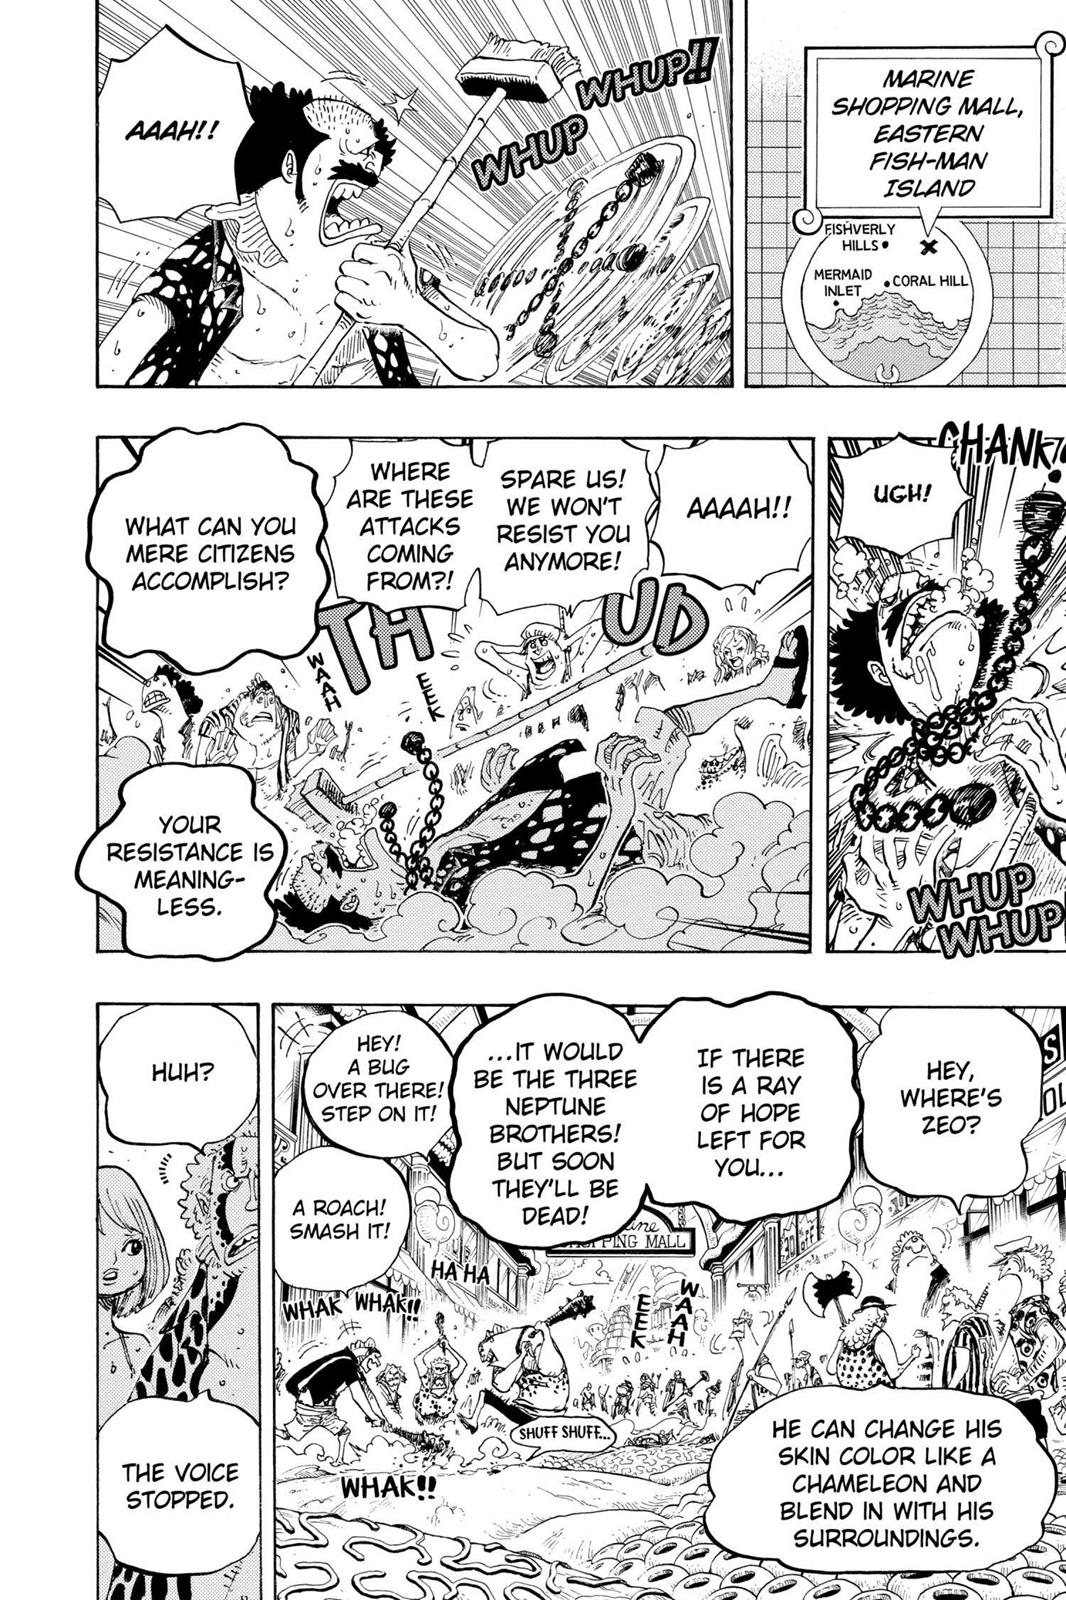 MARINE
SHOPPING MALL,
EASTERN
FISH-MAN
ISLAND
FISHVERLY
HILLS
MERMAID
INLET
CORAL HILL
WHUP!!
WHUP
AAAH!!
CHANK
UGH!
WHUP
WHUP
AAAAH!!
SPARE US!
WE WON'T
RESIST YOU
ANYMORE!
WHERE
ARE THESE
ATTACKS
COMING
FROM?!
WHAT CAN YOU
MERE CITIZENS
ACCOMPLISH?
THUD
WAAH
EEK
YOUR
RESISTANCE IS
MEANING-
LESS.
HEY,
WHERE'S
ZEO?
IF THERE
IS A RAY
OF HOPE
LEFT FOR
YOU...
...IT WOULD
BE THE THREE
NEPTUNE
BROTHERS!
BUT SOON
THEY'LL BE
DEAD!
HEY!
A BUG
OVER THERE!
STEP ON IT!
A ROACH!
SMASH IT!
SHOPPING MALL
HA HA
WHAK WHAK!!
WAAH
EEK
SHUFF SHUFF...
WHAK!!
HE CAN CHANGE HIS
SKIN COLOR LIKE A
CHAMELEON AND
BLEND IN WITH HIS
SURROUNDINGS.
HUH?
THE VOICE
STOPPED.